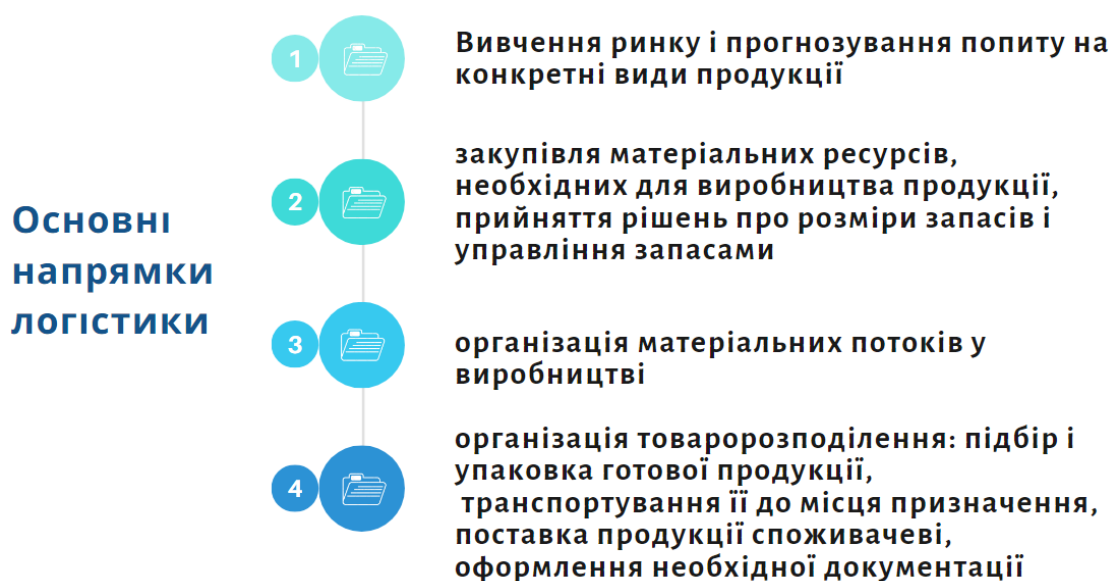 Основні
напрямки
логістики
1
Вивчення ринку і прогнозування попиту на
конкретні види продукції
2
закупівля матеріальних ресурсів,
необхідних для виробництва продукції,
прийняття рішень про розміри запасів і
управління запасами
3
організація матеріальних потоків у
виробництві
4
організація товаророзподілення: підбір і
упаковка готової продукції,
транспортування її до місця призначення,
поставка продукції споживачеві,
оформлення необхідної документації